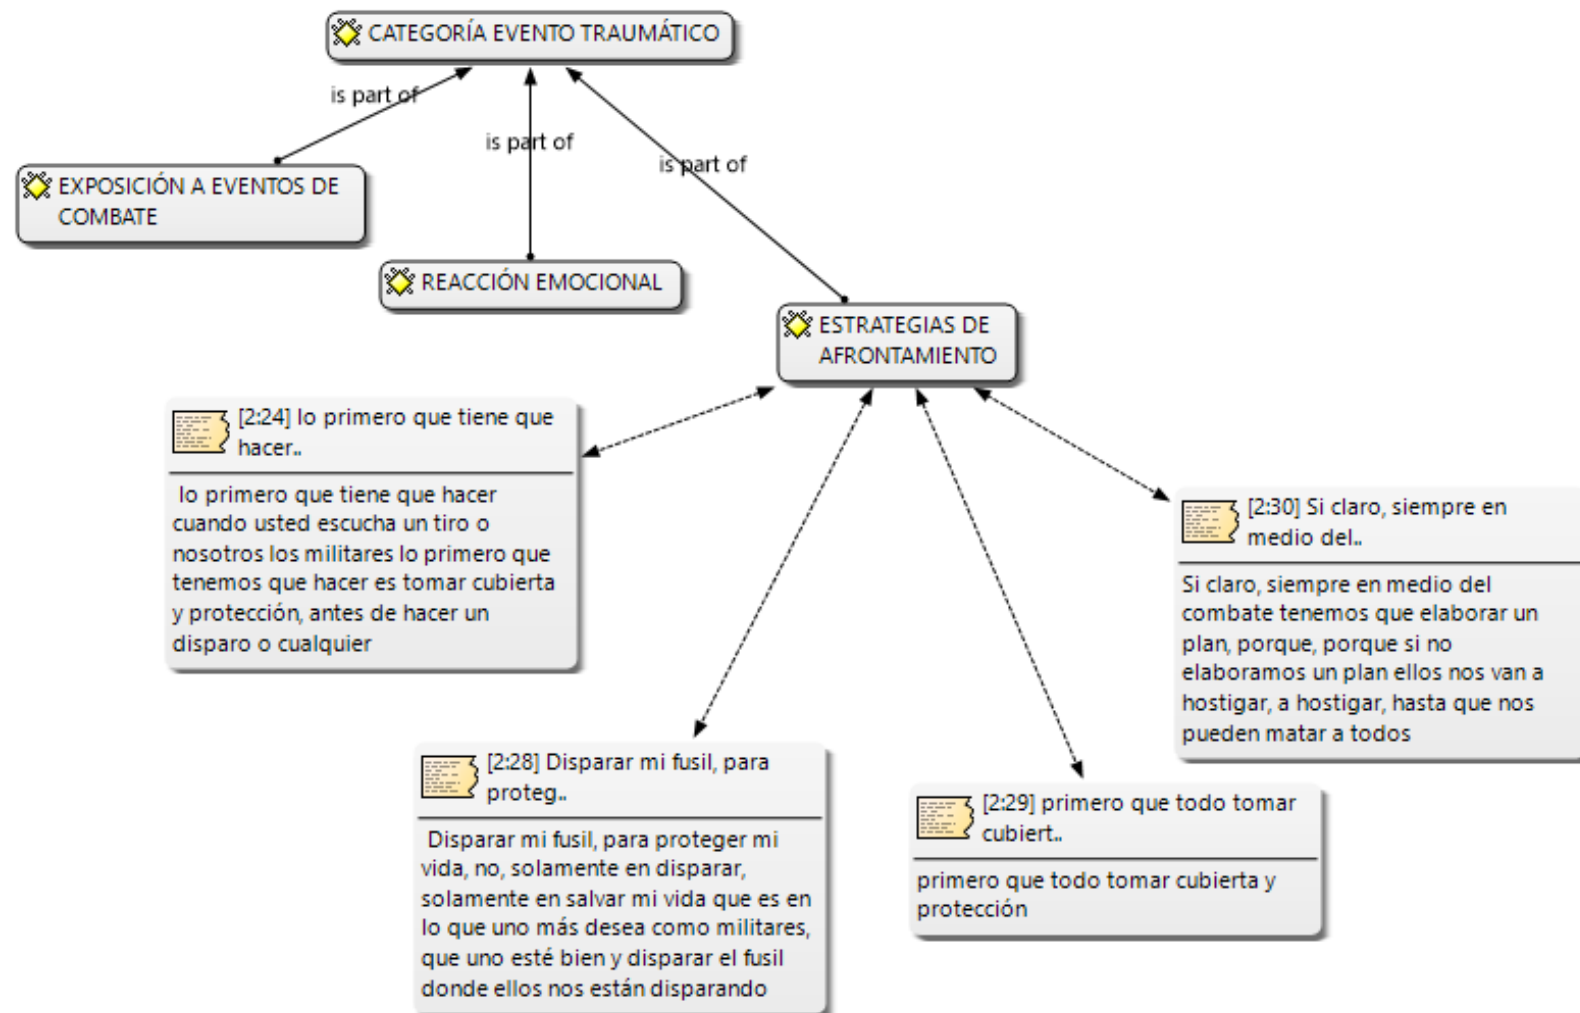 CATEGORÍA EVENTO TRAUMÁTICO
is part of
is part of
is part of
EXPOSICIÓN A EVENTOS DE
COMBATE
REACCIÓN EMOCIONAL
ESTRATEGIAS DE
AFRONTAMIENTO
[2:24] lo primero que tiene que
hacer..
lo primero que tiene que hacer
cuando usted escucha un tiro o
nosotros los militares lo primero que
tenemos que hacer es tomar cubierta
y protección, antes de hacer un
disparo o cualquier
[2:30] Si claro, siempre en
medio del..
Si claro, siempre en medio del
combate tenemos que elaborar un
plan, porque, porque si no
elaboramos un plan ellos nos van a
hostigar, a hostigar, hasta que nos
pueden matar a todos
[2:28] Disparar mi fusil, para
proteg..
Disparar mi fusil, para proteger mi
vida, no, solamente en disparar,
solamente en salvar mi vida que es en
lo que uno más desea como militares,
que uno esté bien y disparar el fusil
donde ellos nos están disparando
[2:29] primero que todo tomar
cubiert..
primero que todo tomar cubierta y
protección